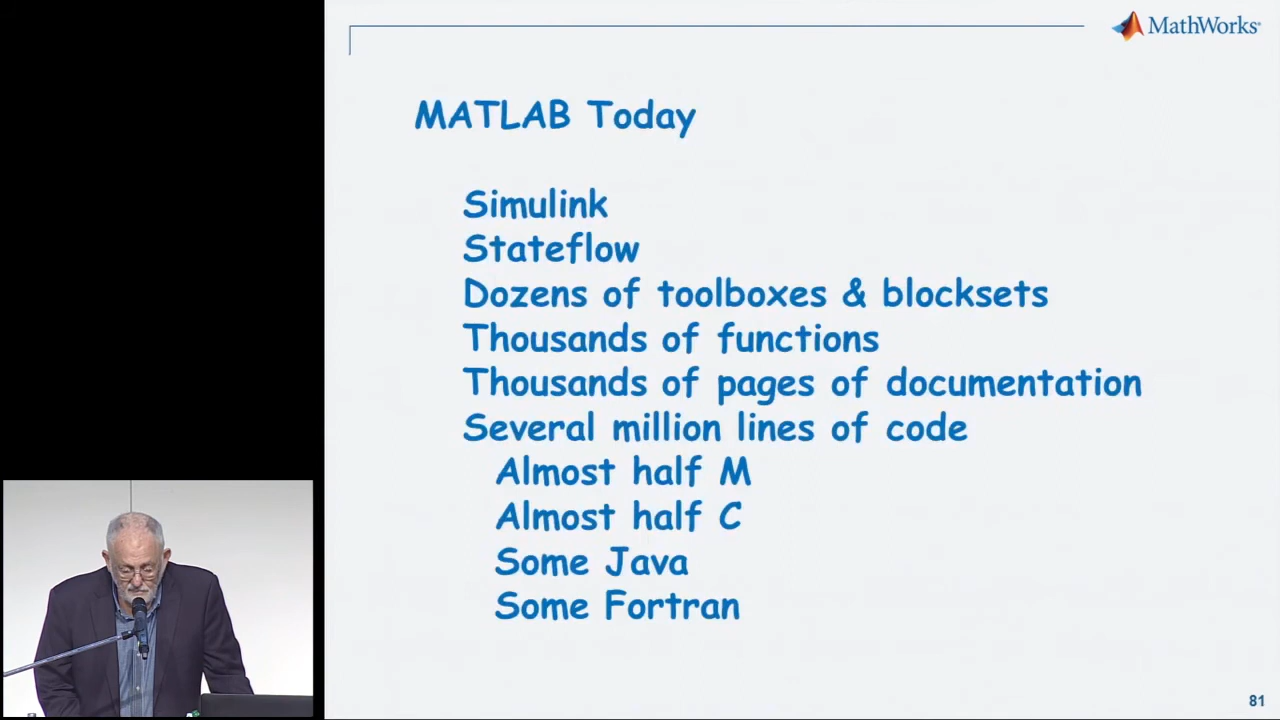 MathWorks®
MATLAB Today
Simulink
Stateflow
Dozens of toolboxes & blocksets
Thousands of functions
Thousands of pages of documentation
Several million lines of code
Almost half M
Almost half C
Some Java
Some Fortran
81